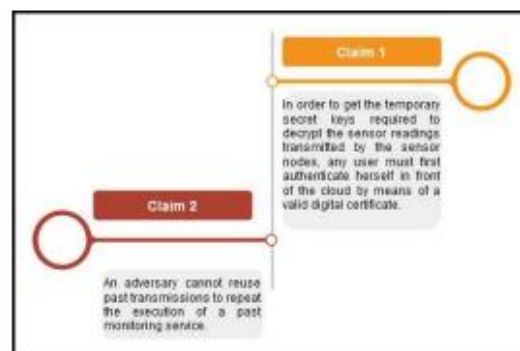 Claim 1
In order to get the temporary
secret keys required to
decrypt the sensor readings
transmitted by the sensor
nodes, any user must first
authenticate herself in front
of the cloud by means of a
valid digital certificate.
Claim 2
An adversary cannot reuse
past transmissions to repeat
the execution of a past
monitoring service.